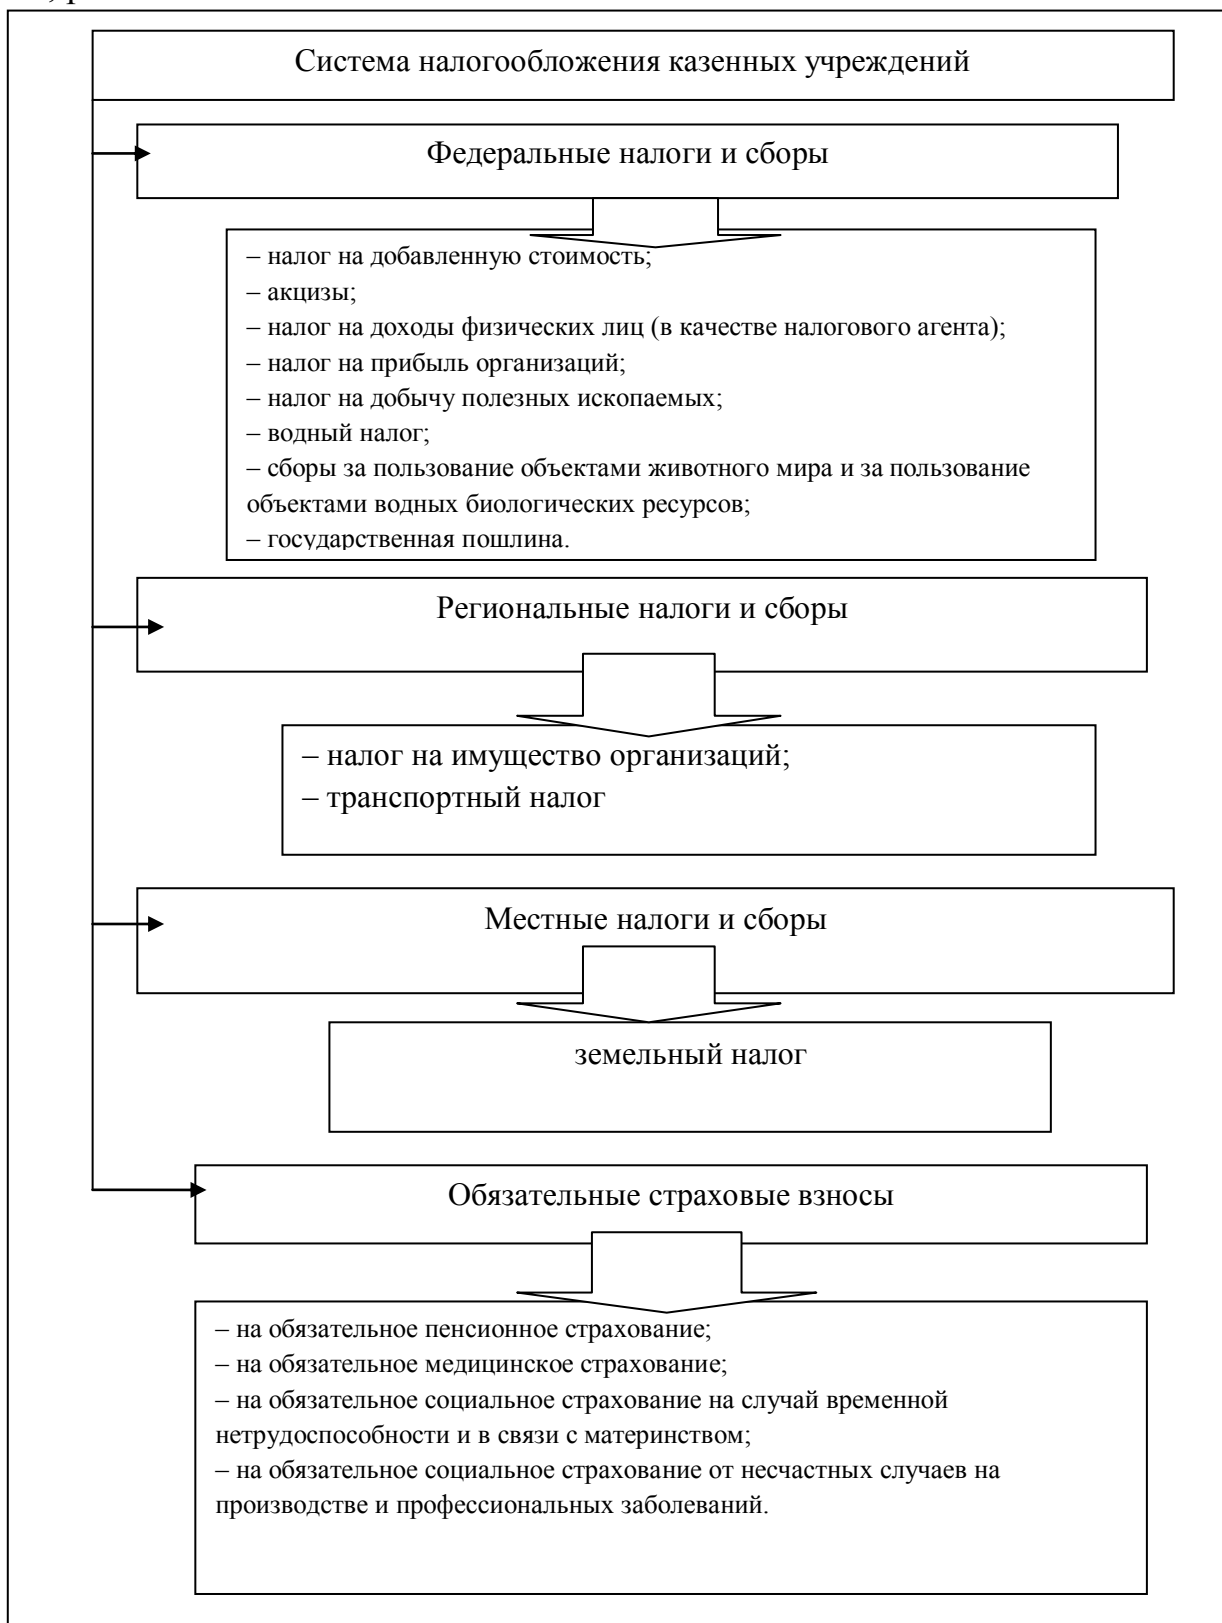 Система налогообложения казенных учреждений
Федеральные налоги и сборы
– налог на добавленную стоимость;
– акцизы;
– налог на доходы физических лиц (в качестве налогового агента);
– налог на прибыль организаций;
– налог на добычу полезных ископаемых;
– водный налог;
– сборы за пользование объектами животного мира и за пользование
объектами водных биологических ресурсов;
– государственная пошлина.
Региональные налоги и сборы
– налог на имущество организаций;
– транспортный налог
Местные налоги и сборы
земельный налог
Обязательные страховые взносы
– на обязательное пенсионное страхование;
– на обязательное медицинское страхование;
– на обязательное социальное страхование на случай временной
нетрудоспособности и в связи с материнством;
– на обязательное социальное страхование от несчастных случаев на
производстве и профессиональных заболеваний.